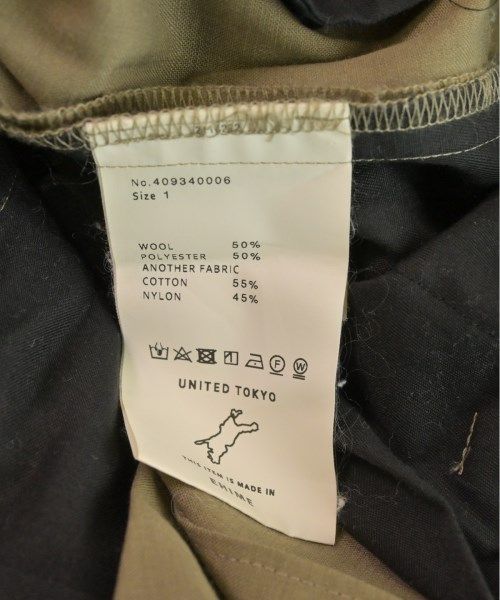 No.409340006
Size 1
WOOL 50%
POLYESTER 50%
ANOTHER FABRIC
COTTON 55%
NYLON 45%
F W
UNITED TOKYO
THIS ITEM IS MADE IN
EHIME